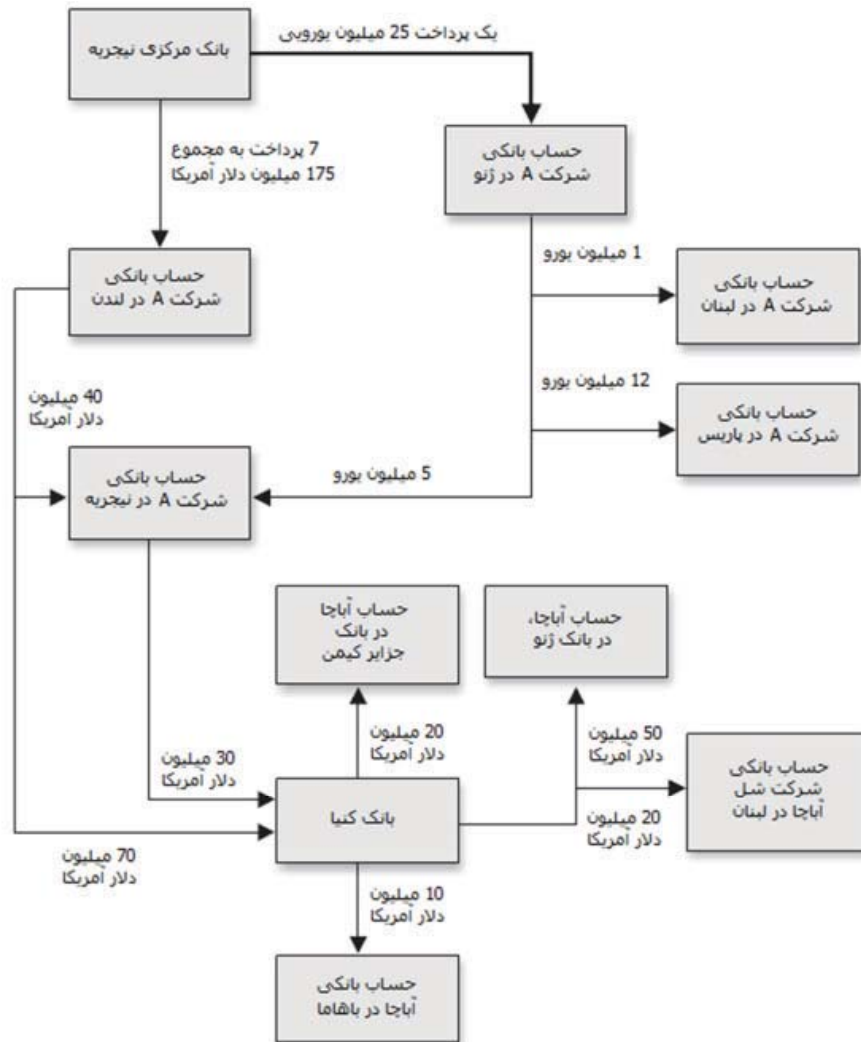 بانک مرکزی نیجریه
یک پرداخت 25 میلیون یورویی
7 پرداخت به مجموع
175 میلیون دلار آمریکا
حساب بانکی
شرکت A در ژنو
1 میلیون یورو
حساب بانکی
شرکت A در لندن
حساب بانکی
شرکت A در لبنان
12 میلیون یورو
40 میلیون
دلار آمریکا
حساب بانکی
شرکت A در پاریس
حساب بانکی
شرکت A در نیجریه
5 میلیون یورو
حساب آباچا
در بانک
جزایر کیمن
حساب آباچا،
در بانک ژنو
30 میلیون
دلار آمریکا
20 میلیون
دلار آمریکا
50 میلیون
دلار آمریکا
حساب بانکی
شرکت شل
آباچا در لبنان
بانک کنیا
20 میلیون
دلار آمریکا
70 میلیون
دلار آمریکا
10 میلیون
دلار آمریکا
حساب بانکی
آباچا در باهاما